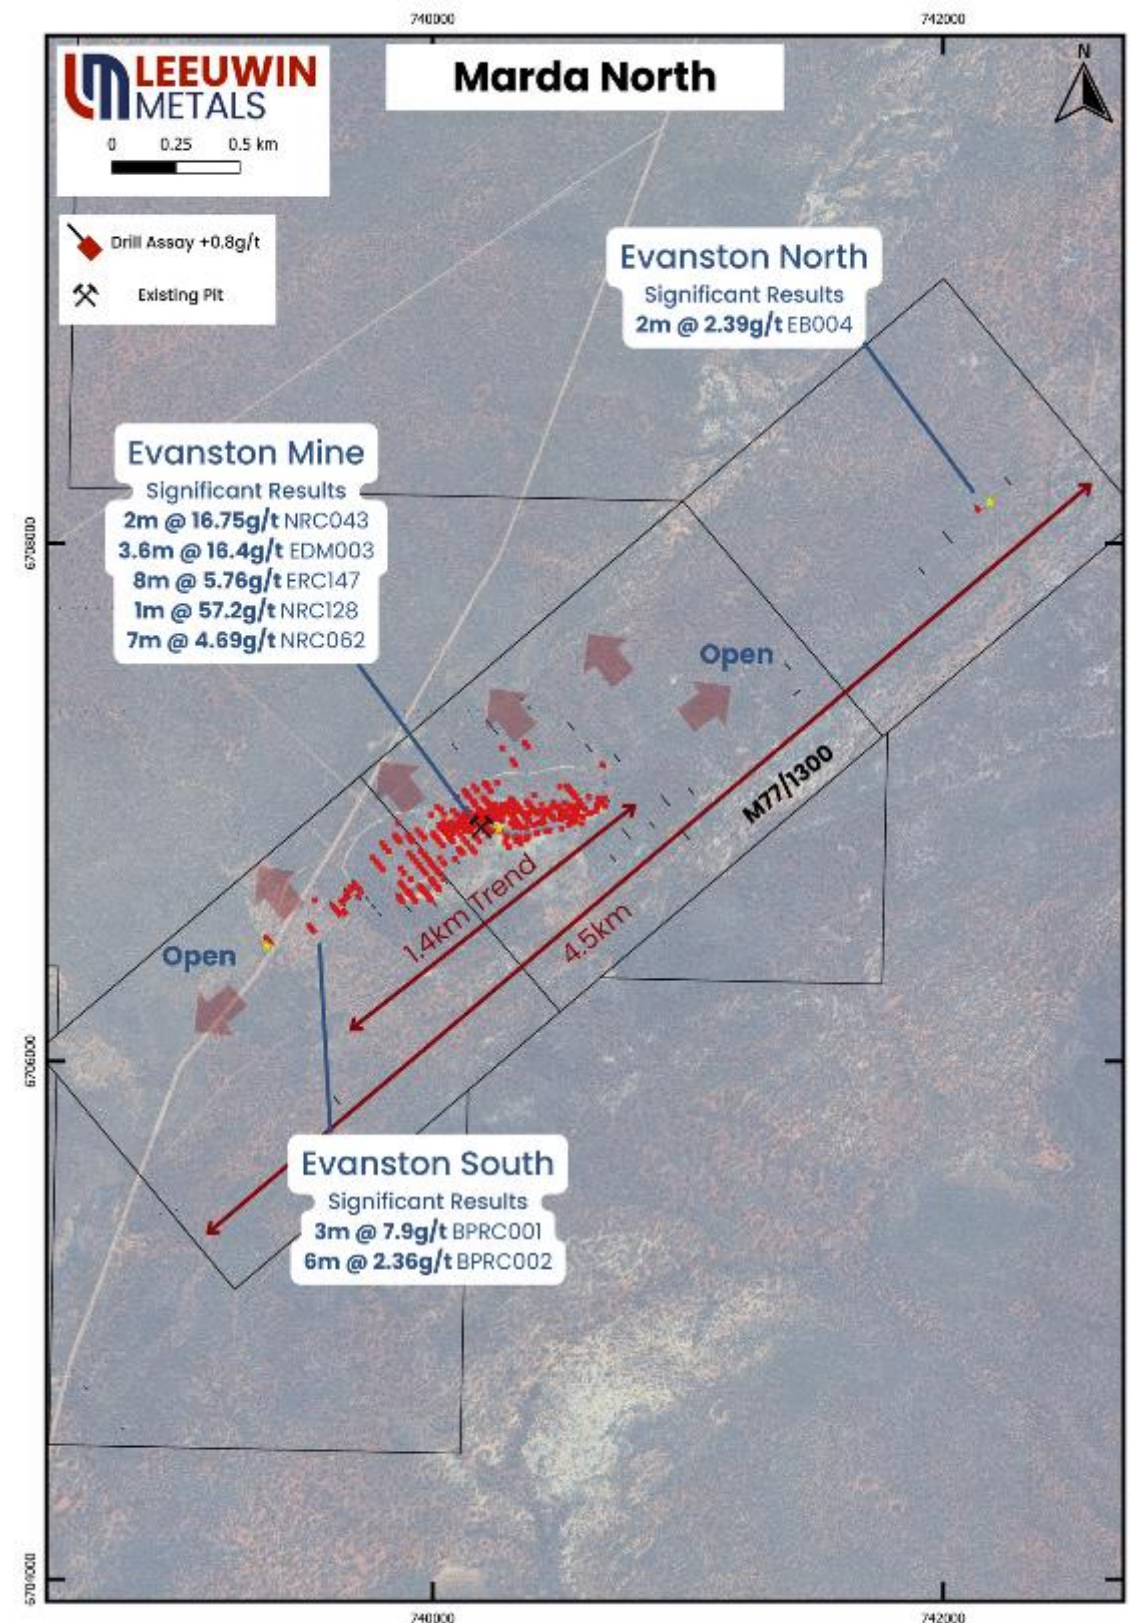 740000
742000
LEEUWIN
METALS
0 0.25 0.5 km
Marda North
N
Drill Assay +0.8g/t
Existing Pit
Evanston North
Significant Results
2m @ 2.39g/t EB004
Evanston Mine
Significant Results
2m @ 16.75g/t NRC043
3.6m @ 16.4g/t EDM003
8m @ 5.76g/t ERC147
1m @ 57.2g/t NRC128
7m @ 4.69g/t NRC062
6708000
Open
M77/1300
1.4km Trend
4.5km
Open
6706000
Evanston South
Significant Results
3m @ 7.9g/t BPRC001
6m @ 2.36g/t BPRC002
6704000
740000
742000